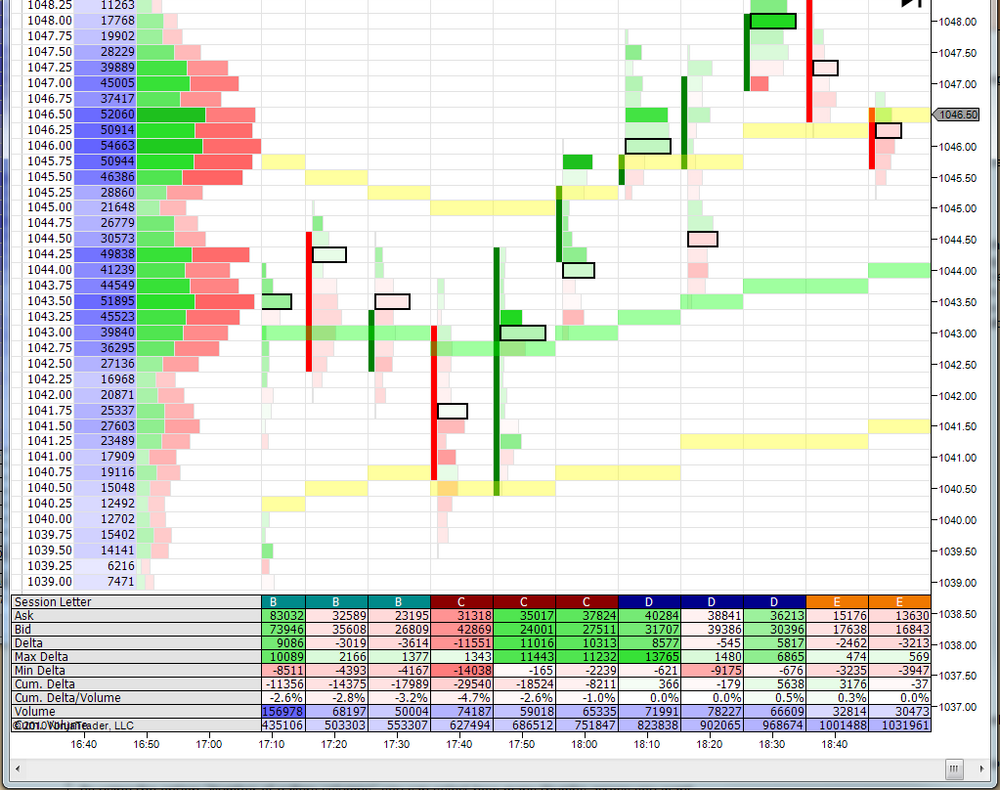 1048.25 11263
1048.00 17768 1048.00
1047.75 19902
1047.50 28229 1047.50
1047.25 39889
1047.00 45005 1047.00
1046.75 37417
1046.50 52060 1046.50
1046.25 50914
1046.00 54663 1046.00
1045.75 50944
1045.50 46386 1045.50
1045.25 28860
1045.00 21648 1045.00
1044.75 26779
1044.50 30573 1044.50
1044.25 49838
1044.00 41239 1044.00
1043.75 44549
1043.50 51895 1043.50
1043.25 45523
1043.00 39840 1043.00
1042.75 36295
1042.50 27136 1042.50
1042.25 16968
1042.00 20871 1042.00
1041.75 25337
1041.50 27603 1041.50
1041.25 23489
1041.00 17909 1041.00
1040.75 19116
1040.50 15048 1040.50
1040.25 12492
1040.00 12702 1040.00
1039.75 15402
1039.50 14141 1039.50
1039.25 6216
1039.00 7471 1039.00
Session Letter B B B C C C D D D E E
1038.50
Ask 83032 32589 23195 31318 35017 37824 40284 38841 36213 15176 13630
Bid 73946 35608 26809 42869 24001 27511 31707 39386 30396 17638 16843
1038.00
Delta 9086 -3019 -3614 -11551 11016 10313 8577 -545 5817 -2462 -3213
Max Delta 10089 2166 1377 1343 11443 11232 13765 1480 6865 474 569
Min Delta -8511 -4393 -4167 -14038 -165 -2239 -621 -9175 -676 -3235 -3947
1037.50
Cum. Delta -11356 -14375 -17989 -29540 -18524 -8211 366 -179 5638 3176 -37
Cum. Delta/Volume -2.6% -2.8% -3.2% -4.7% -2.6% -1.0% 0.0% 0.0% 0.5% 0.3% 0.0%
Volume 156978 68197 50004 74187 59018 65335 71991 78227 66609 32814 30473
1037.00
Trader, LLC 435106 503303 553307 627494 686512 751847 823838 902065 968674 1001488 1031961
16:40 16:50 17:00 17:10 17:20 17:30 17:40 17:50 18:00 18:10 18:20 18:30 18:40